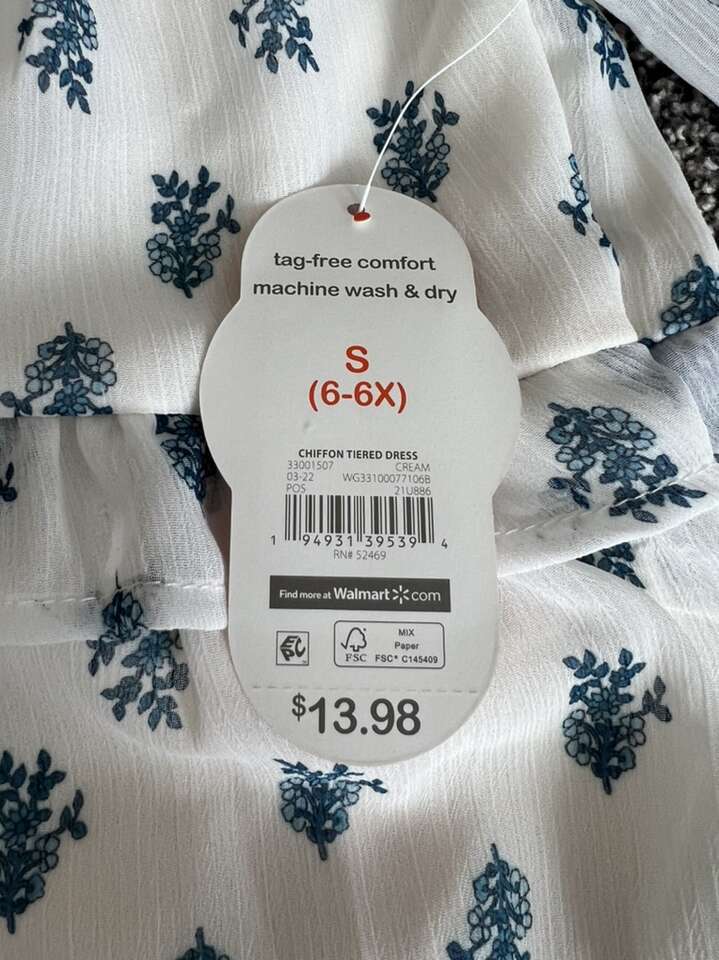 tag-free comfort
machine wash & dry
S
(6-6X)
CHIFFON TIERED DRESS
33001507 CREAM
03-22 WG33100077106B
POS 21U886
1 94931 39539 4
RN# 52469
Find more at Walmart.com
EPC
FSC
MIX
Paper
FSC® C145409
$13.98